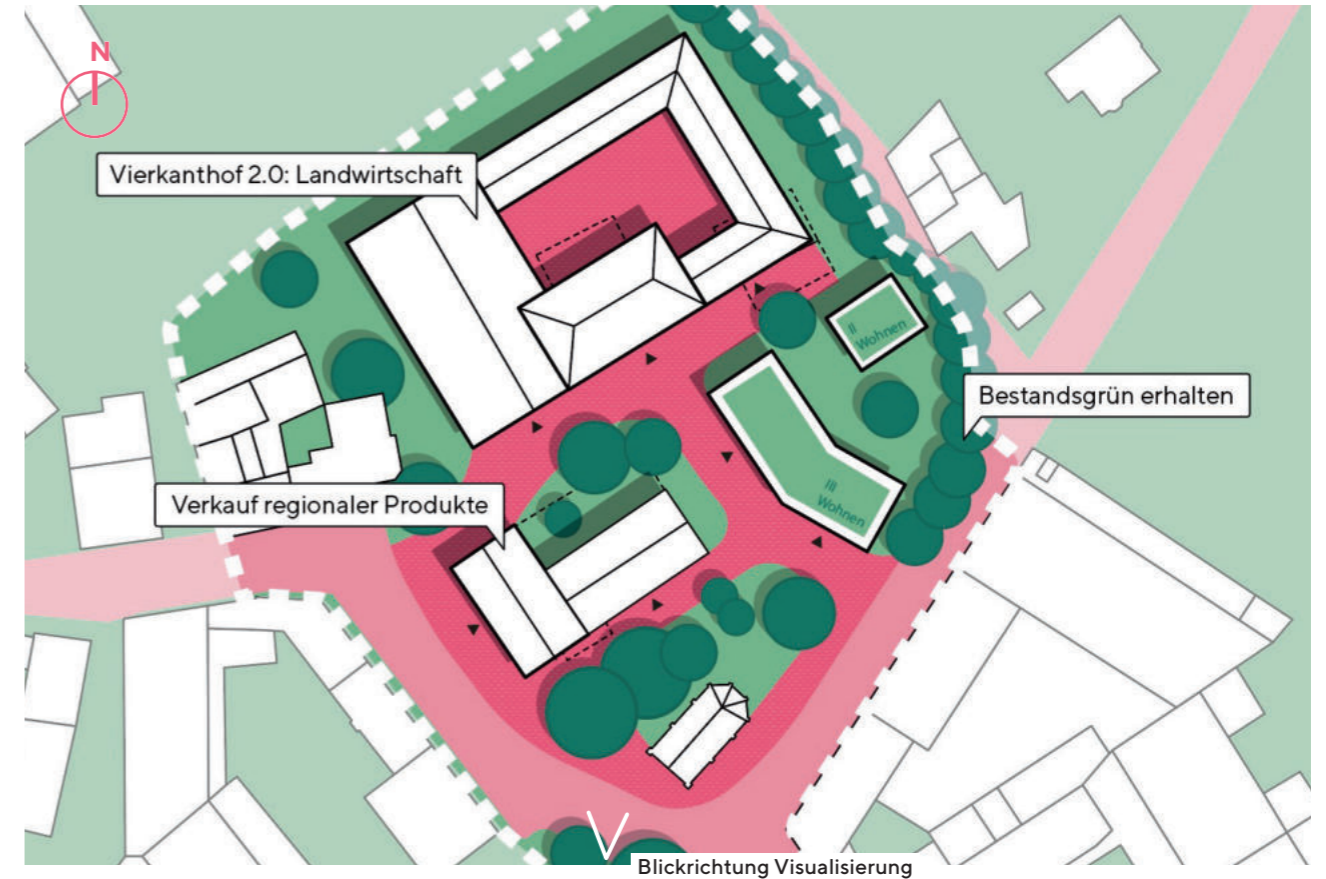 N
Vierkanthof 2.0: Landwirtschaft
II
Wohnen
Bestandsgrün erhalten
III
Wohnen
Verkauf regionaler Produkte
Blickrichtung Visualisierung